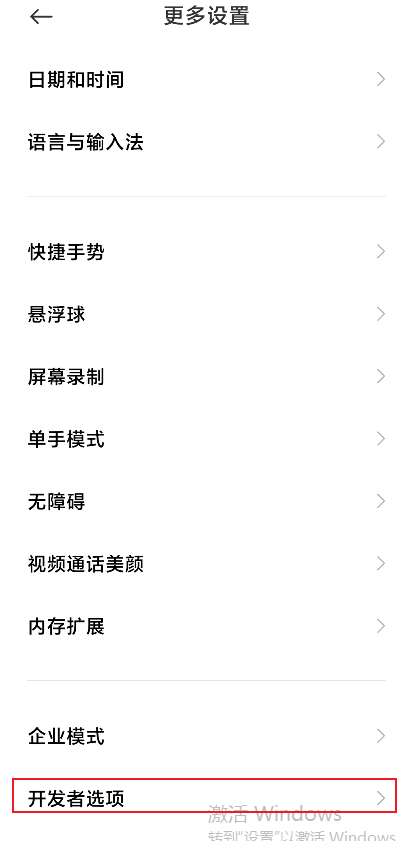 更多设置
日期和时间
语言与输入法
快捷手势
悬浮球
屏幕录制
单手模式
无障碍
视频通话美颜
内存扩展
企业模式
开发者选项
激活 Windows
转到"设置"以激活 Windows